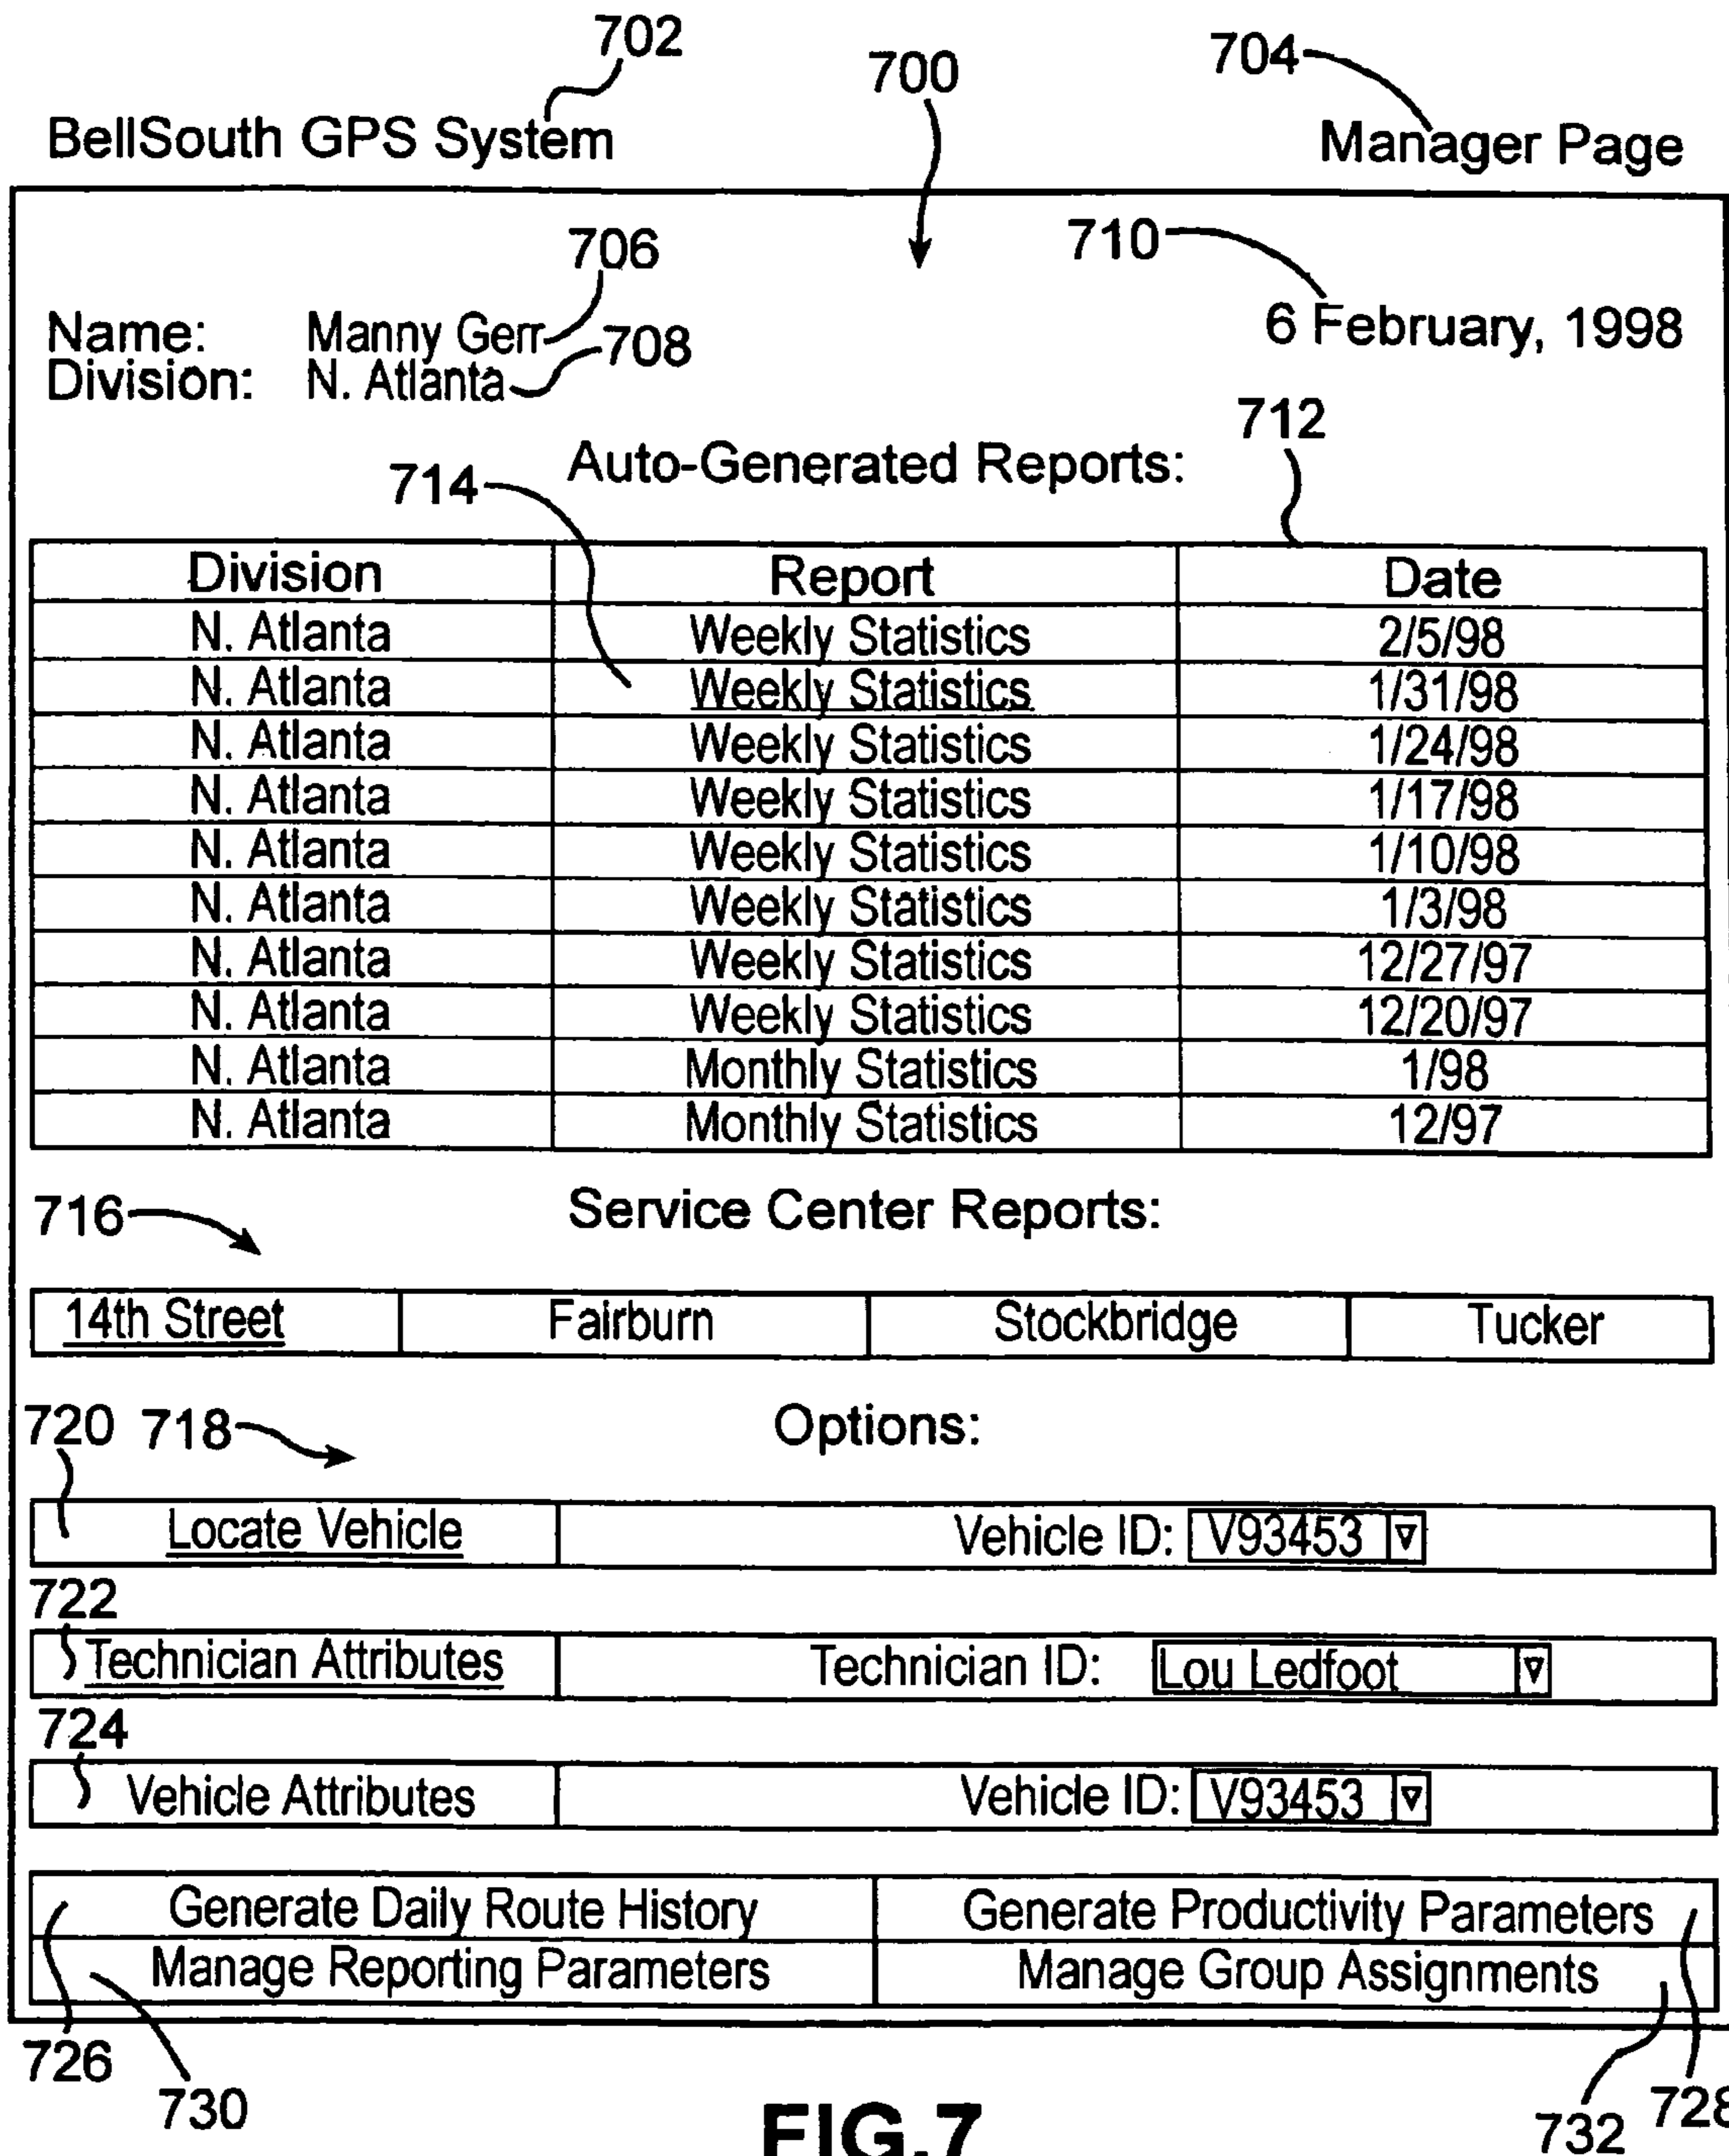 702
700
704
BellSouth GPS System
Manager Page
706
710
Name: Manny Gerr
708
6 February, 1998
Division: N. Atlanta
712
714
Auto-Generated Reports:
Division Report Date
N. Atlanta Weekly Statistics 2/5/98
N. Atlanta Weekly Statistics 1/31/98
N. Atlanta Weekly Statistics 1/24/98
N. Atlanta Weekly Statistics 1/17/98
N. Atlanta Weekly Statistics 1/10/98
N. Atlanta Weekly Statistics 1/3/98
N. Atlanta Weekly Statistics 12/27/97
N. Atlanta Weekly Statistics 12/20/97
N. Atlanta Monthly Statistics 1/98
N. Atlanta Monthly Statistics 12/97
716
Service Center Reports:
14th Street Fairburn Stockbridge Tucker
720 718
Options:
Locate Vehicle Vehicle ID: V93453
722
Technician Attributes Technician ID: Lou Ledfoot
724
Vehicle Attributes Vehicle ID: V93453
Generate Daily Route History Generate Productivity Parameters
Manage Reporting Parameters Manage Group Assignments
726
730
732
728
FIG.7